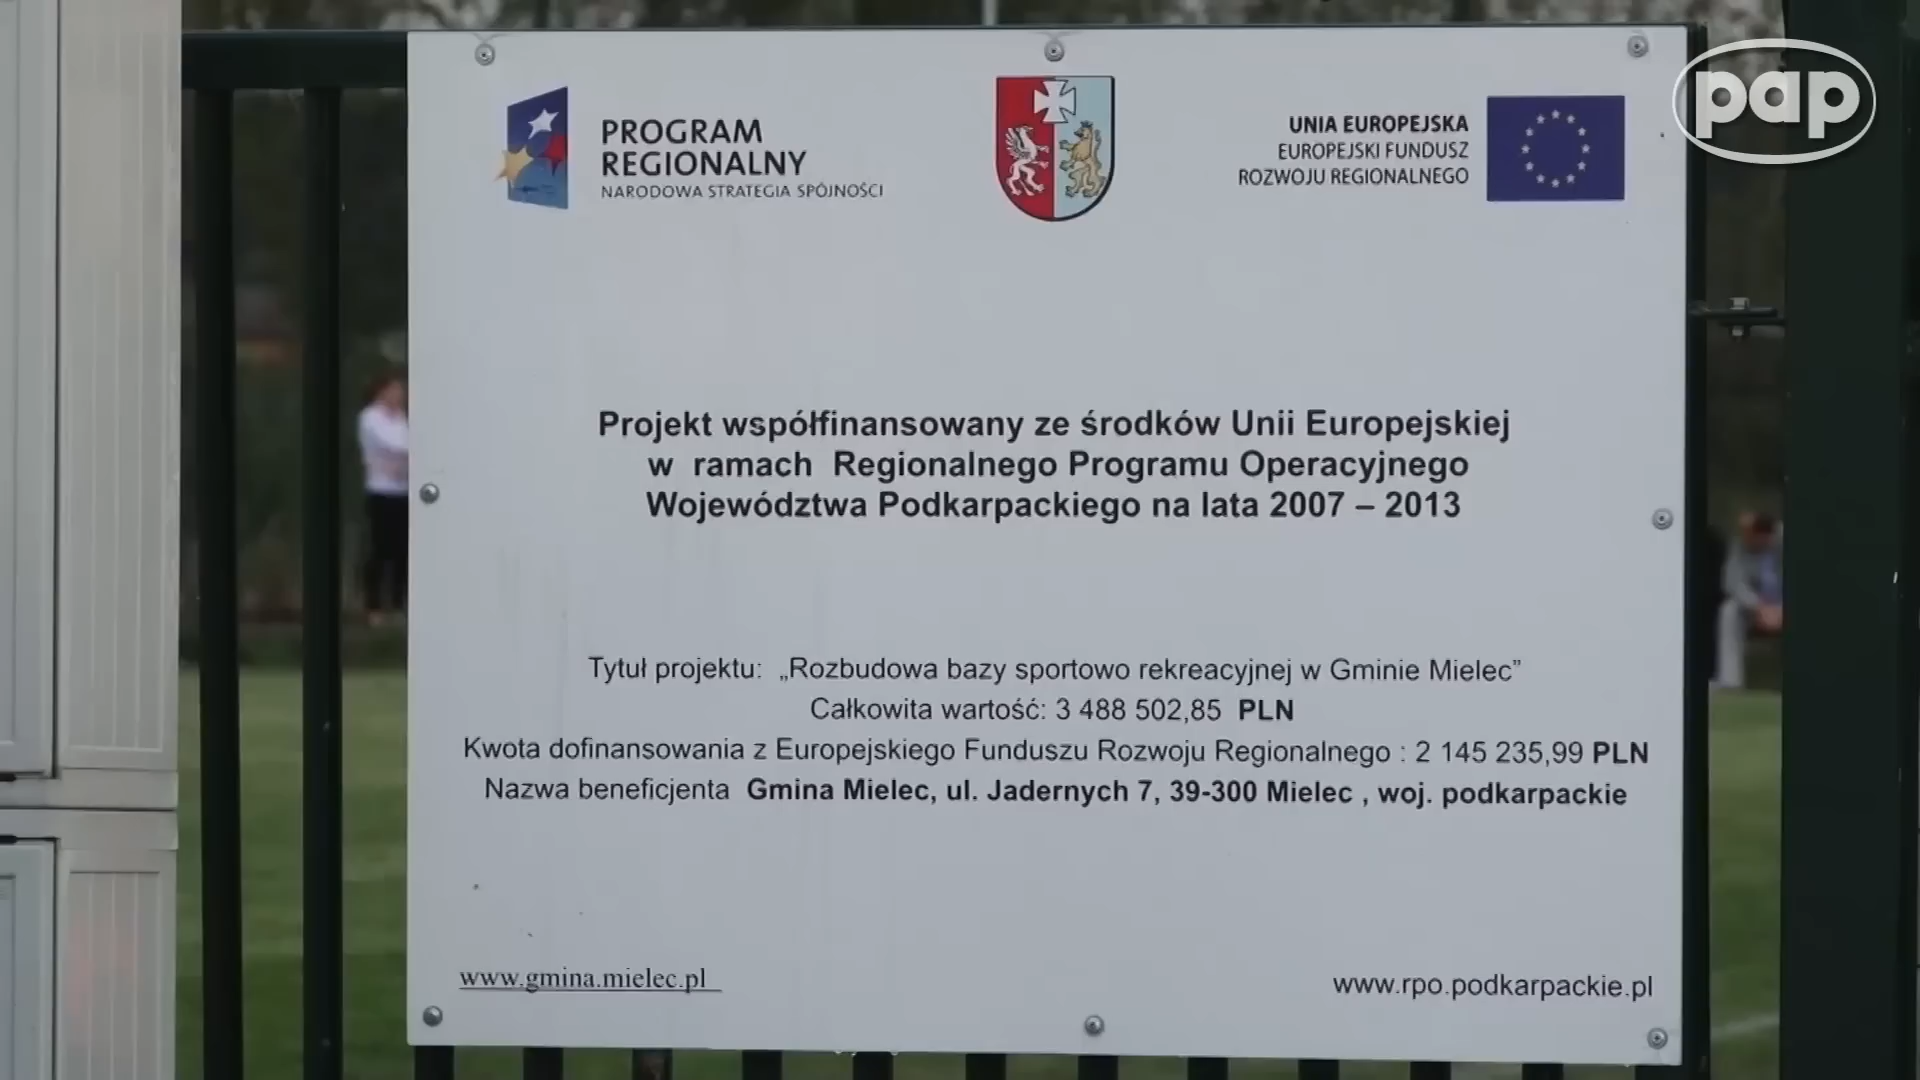 pap
PROGRAM
REGIONALNY
NARODOWA STRATEGIA SPÓJNOŚCI
UNIA EUROPEJSKA
EUROPEJSKI FUNDUSZ
ROZWOJU REGIONALNEGO
Projekt współfinansowany ze środków Unii Europejskiej
w ramach Regionalnego Programu Operacyjnego
Województwa Podkarpackiego na lata 2007 – 2013
Tytuł projektu: „Rozbudowa bazy sportowo rekreacyjnej w Gminie Mielec”
Całkowita wartość: 3 488 502,85 PLN
Kwota dofinansowania z Europejskiego Funduszu Rozwoju Regionalnego : 2 145 235,99 PLN
Nazwa beneficjenta Gmina Mielec, ul. Jadernych 7, 39-300 Mielec , woj. podkarpackie
www.gmina.mielec.pl
www.rpo.podkarpackie.pl